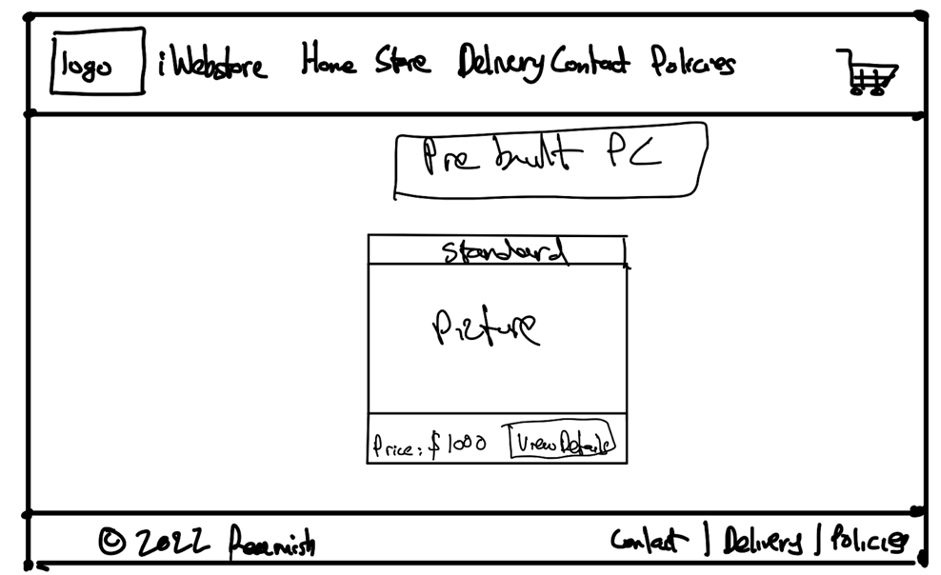 logo iWebstore Home Store Delivery Contact Policies
Pre built PC
Standard
Picture
Price: $1000 View Details
© 2022
Contact | Delivery | Policies